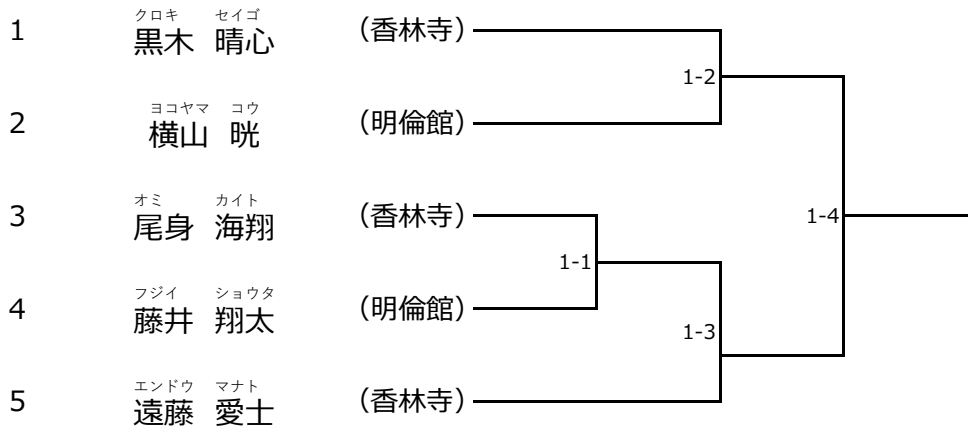 クロキ セイゴ
1 黒木 晴心 （香林寺）
1-2
ヨコヤマ コウ
2 横山 晄 （明倫館）
オミ カイト
3 尾身 海翔 （香林寺）
1-4
1-1
フジイ ショウタ
4 藤井 翔太 （明倫館）
1-3
エンドウ マナト
5 遠藤 愛士 （香林寺）